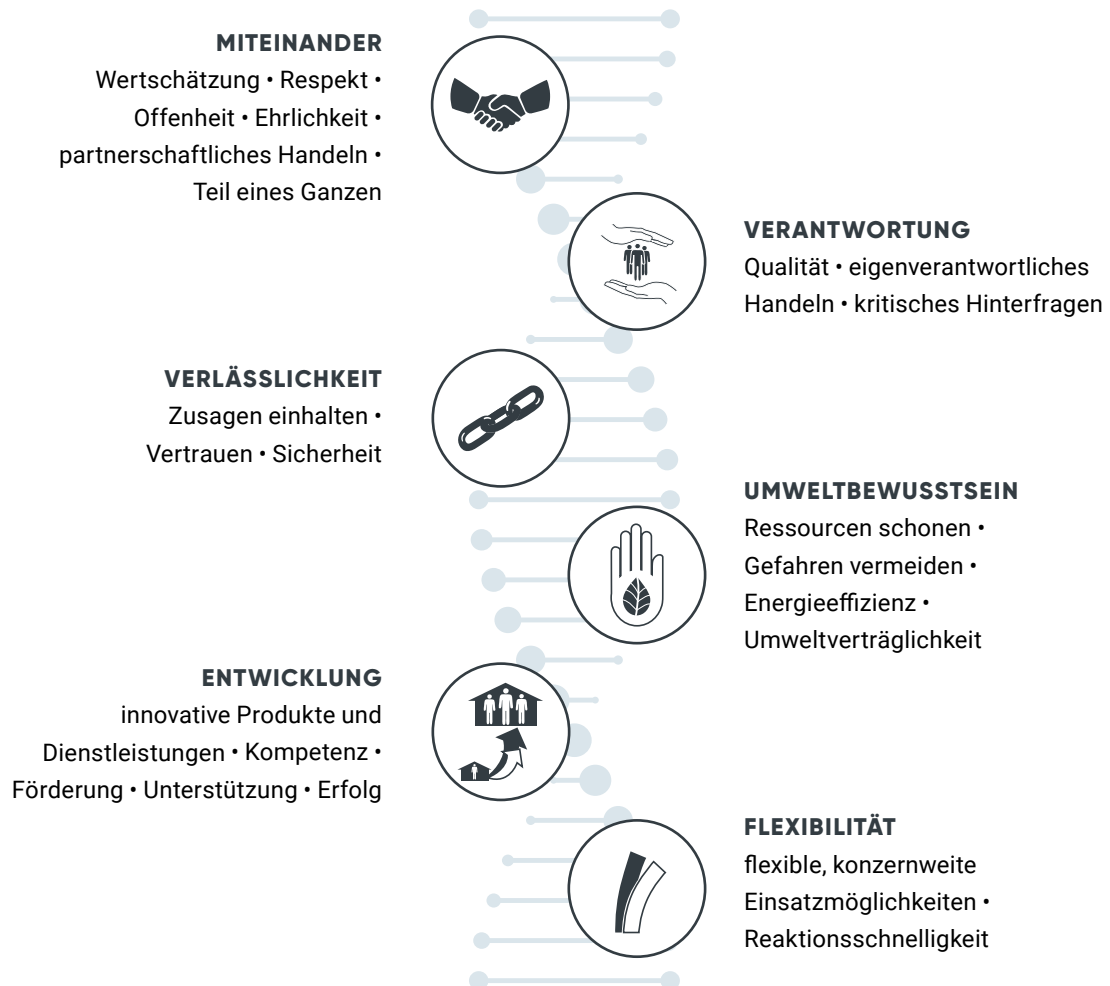 MITEINANDER
Wertschätzung • Respekt •
Offenheit • Ehrlichkeit •
partnerschaftliches Handeln •
Teil eines Ganzen
VERANTWORTUNG
Qualität • eigenverantwortliches
Handeln • kritisches Hinterfragen
VERLÄSSLICHKEIT
Zusagen einhalten •
Vertrauen • Sicherheit
UMWELTBEWUSSTSEIN
Ressourcen schonen •
Gefahren vermeiden •
Energieeffizienz •
Umweltverträglichkeit
ENTWICKLUNG
innovative Produkte und
Dienstleistungen • Kompetenz •
Förderung • Unterstützung • Erfolg
FLEXIBILITÄT
flexible, konzernweite
Einsatzmöglichkeiten •
Reaktionsschnelligkeit